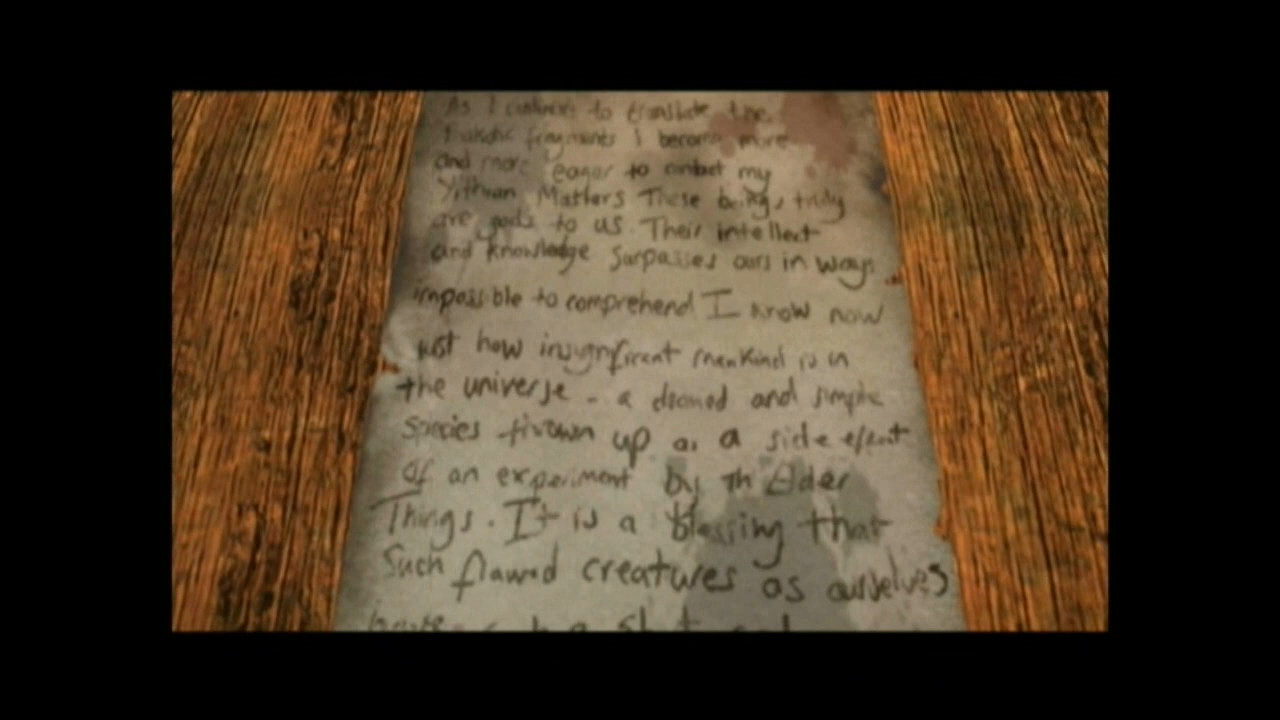 As I continue to translate the
fragments I become more
and more eager to contact my
Yithian Masters These beings truly
are gods to us. Their intellect
and knowledge surpasses ours in ways
impossible to comprehend I know now
just how insignificant mankind is in
the universe - a doomed and simple
species thrown up as a side effect
of an experiment by Th Elder
Things. It is a blessing that
Such flawed creatures as ourselves